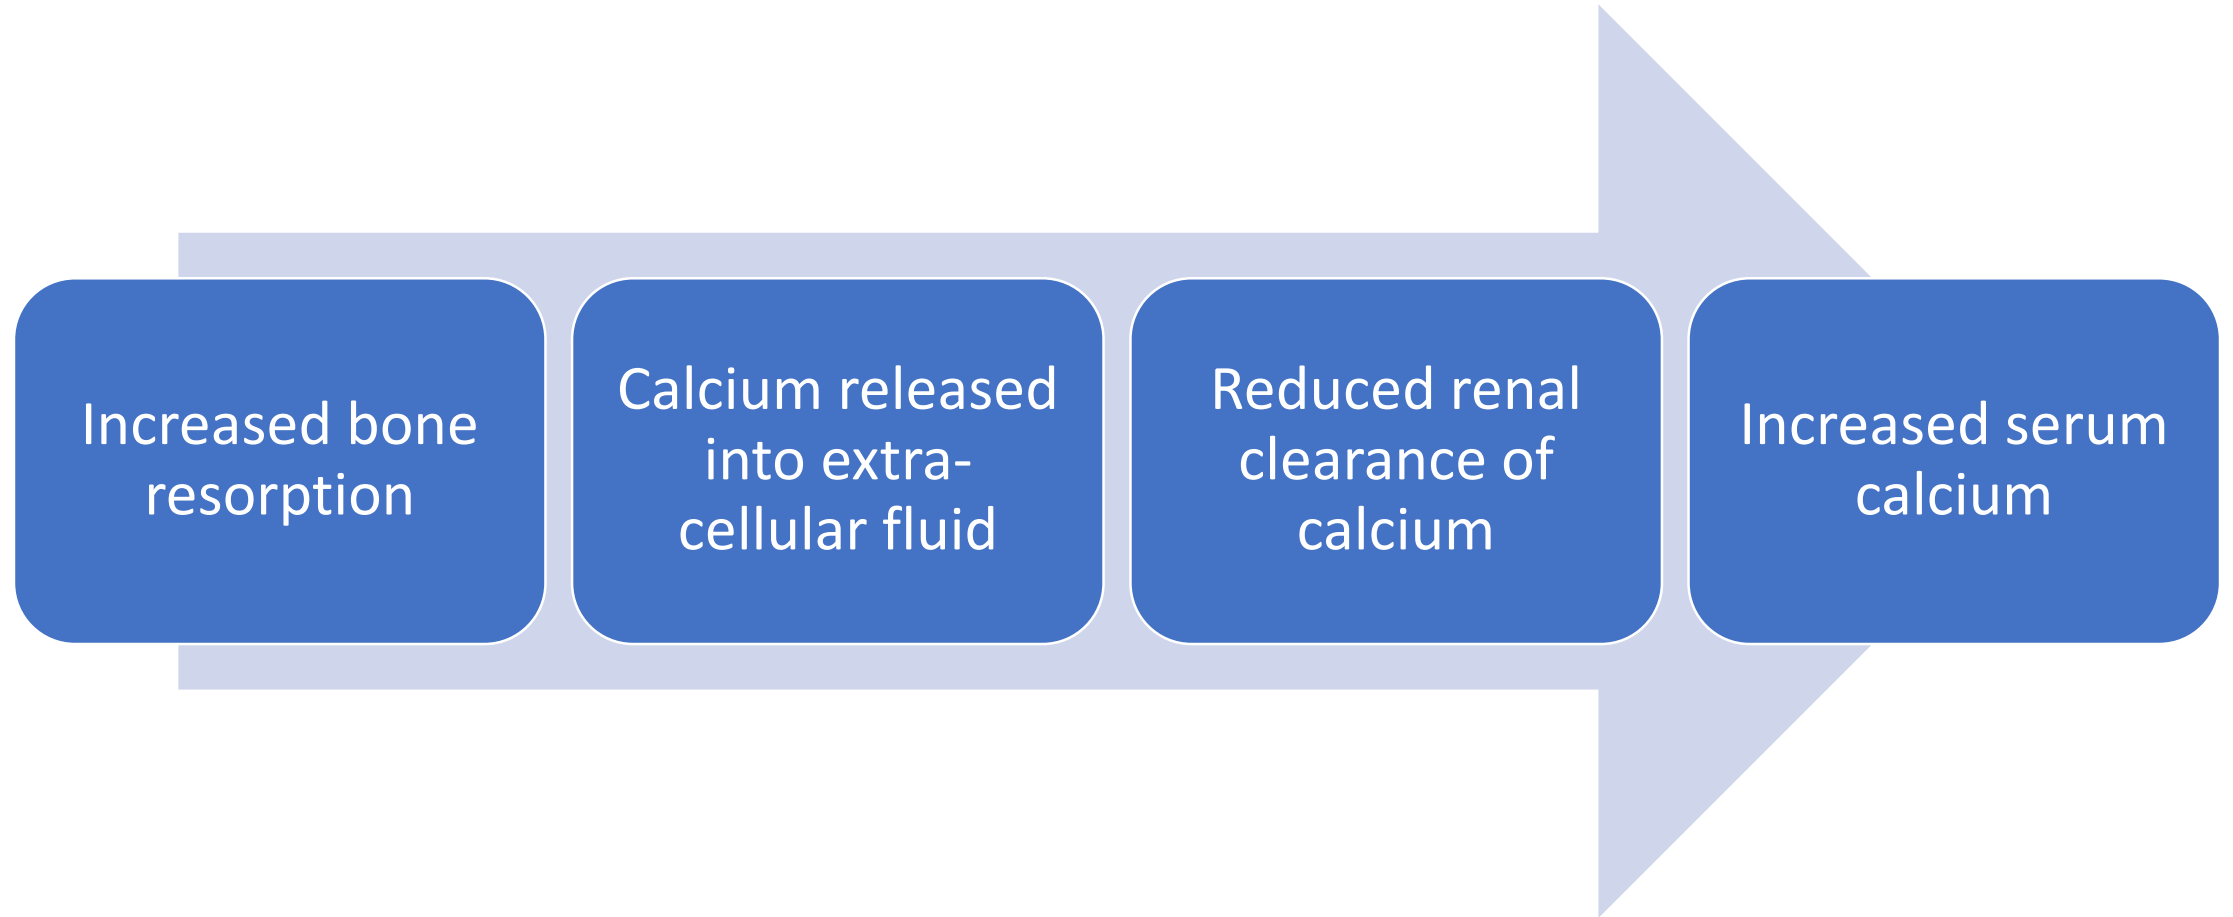 Increased bone
resorption
Calcium released
into extra-
cellular fluid
Reduced renal
clearance of
calcium
Increased serum
calcium